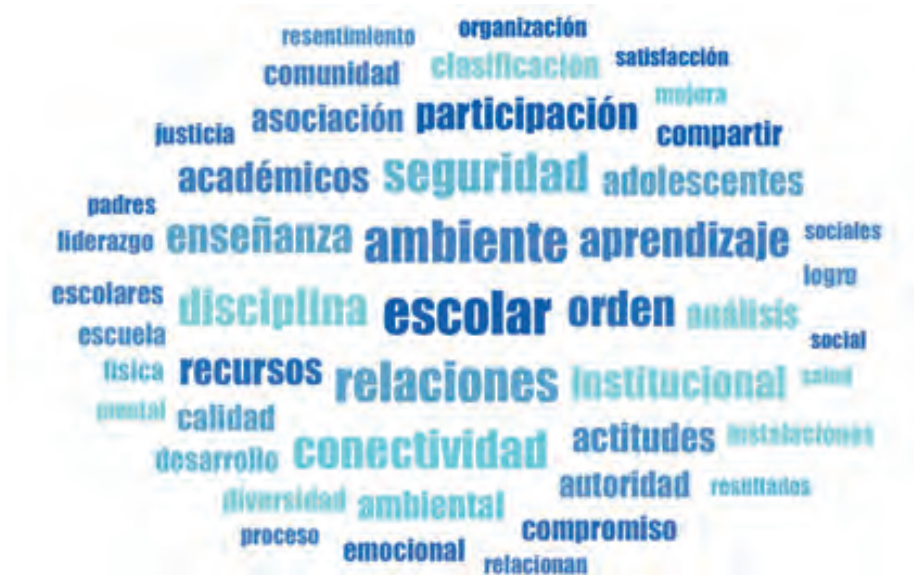 resentimiento organización
comunidad clasificación satisfacción
mejora
justicia asociación participación compartir
académicos seguridad adolescentes
padres
liderazgo enseñanza ambiente aprendizaje sociales
logro
escolares disciplina escolar orden análisis
escuela social
física recursos relaciones institucional salud
mental calidad
desarrollo conectividad actitudes instalaciones
diversidad ambiental autoridad resultados
proceso emocional compromiso
relacionan